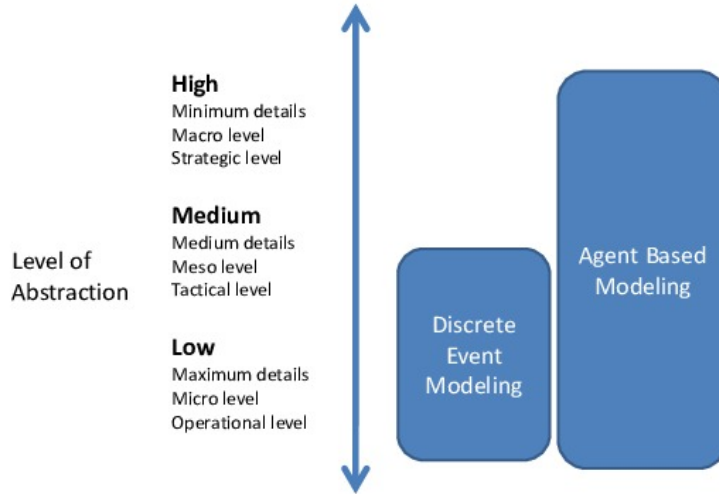 High
Minimum details
Macro level
Strategic level
Medium
Medium details
Meso level
Tactical level
Level of
Abstraction
Low
Maximum details
Micro level
Operational level
Discrete
Event
Modeling
Agent Based
Modeling